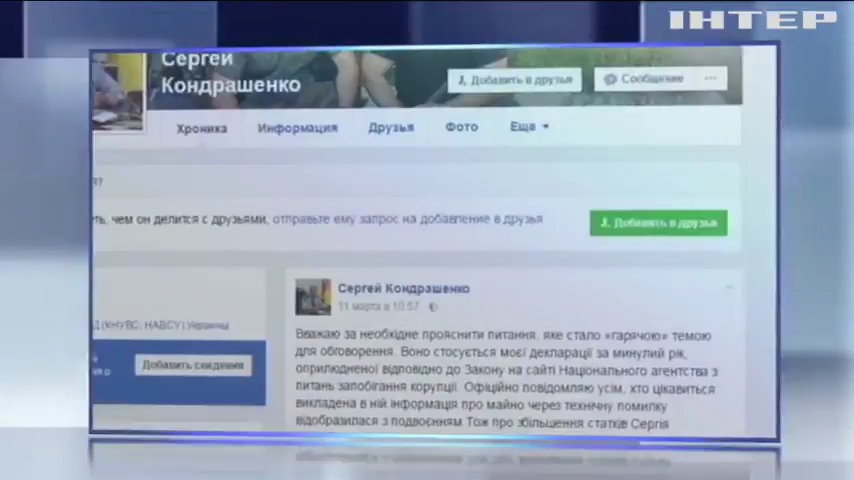 ІНТЕР
Сергей
Кондрашенко
Добавить в друзья
Сообщение ...
Хроника Информация Друзья Фото Еще
чем он делится с друзьями, отправьте ему запрос на добавление в друзья
Добавить в друзья
Сергей Кондрашенко
11 марта в 10:57
(КНУВС, НАВСУ) Украины
Добавить сведения
Вважаю за необхідне прояснити питання, яке стало «гарячою» темою
для обговорення. Воно стосується моєї декларації за минулий рік,
оприлюдненої відповідно до Закону на сайті Національного агентства з
питань запобігання корупції. Офіційно повідомляю усім, хто цікавиться
викладена в ній інформація про майно через технічну помилку
відобразилася з подвоєнням. Тож про збільшення статків Сергія